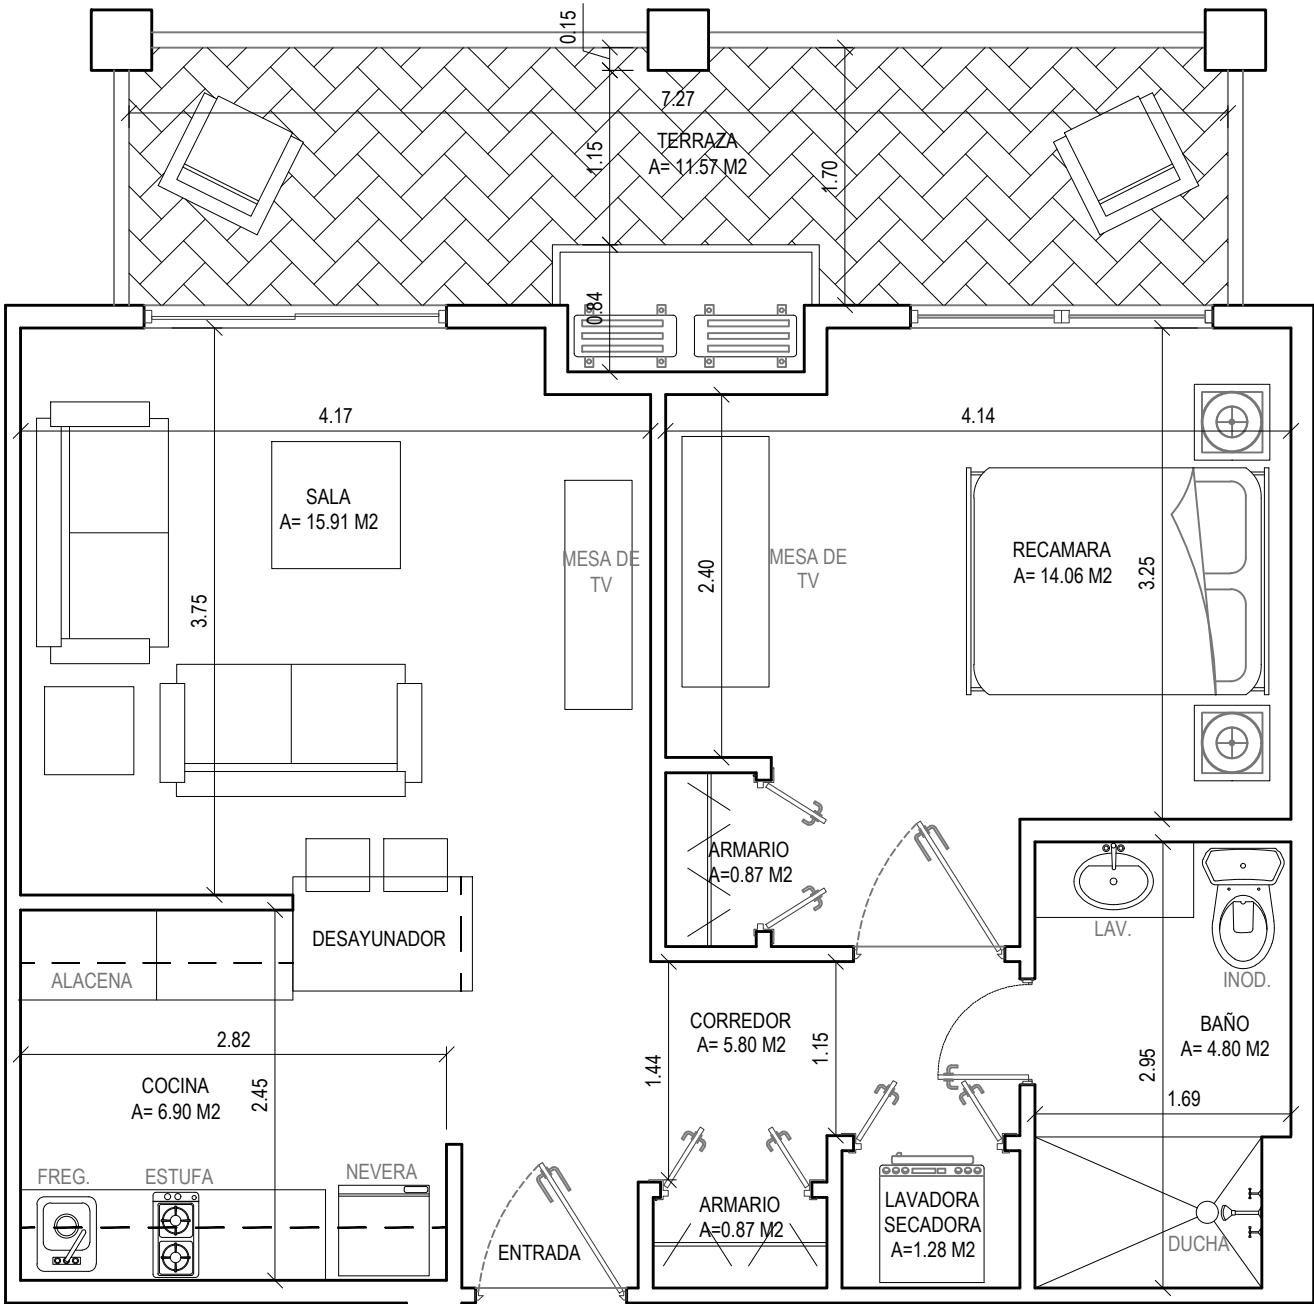 0.15
7.27
TERRAZA
A= 11.57 M2
1.15
1.70
0.84
4.17
4.14
SALA
A= 15.91 M2
MESA DE
TV
2.40
MESA DE
TV
RECAMARA
A= 14.06 M2
3.25
3.75
ARMARIO
A=0.87 M2
DESAYUNADOR
LAV.
INOD.
ALACENA
CORREDOR
A= 5.80 M2
BAÑO
A= 4.80 M2
2.82
1.44
1.15
2.95
COCINA
A= 6.90 M2
2.45
1.69
FREG.
ESTUFA
NEVERA
ARMARIO
A=0.87 M2
LAVADORA
SECADORA
A=1.28 M2
ENTRADA
DUCHA